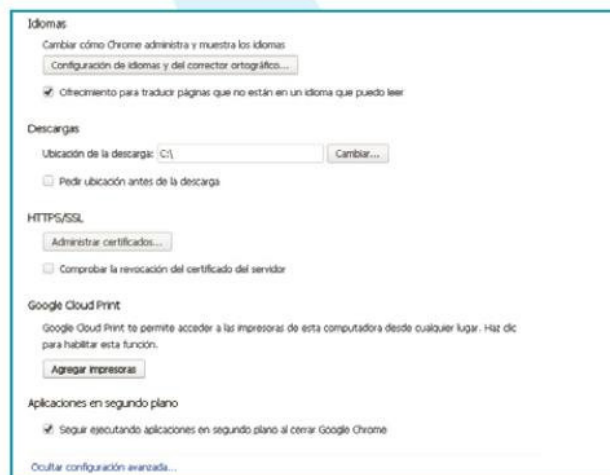 Idiomas
Cambiar cómo Chrome administra y muestra los idiomas
Configuración de idiomas y del corrector ortográfico...
Ofrecimiento para traducir páginas que no están en un idioma que puedo leer
Descargas
Ubicación de la descarga: C:\ Cambiar...
Pedir ubicación antes de la descarga
HTTPS/SSL
Administrar certificados...
Comprobar la revocación del certificado del servidor
Google Cloud Print
Google Cloud Print te permite acceder a las impresoras de esta computadora desde cualquier lugar. Haz clic
para habilitar esta función.
Agregar impresoras
Aplicaciones en segundo plano
Seguir ejecutando aplicaciones en segundo plano al cerrar Google Chrome
Ocultar configuración avanzada...